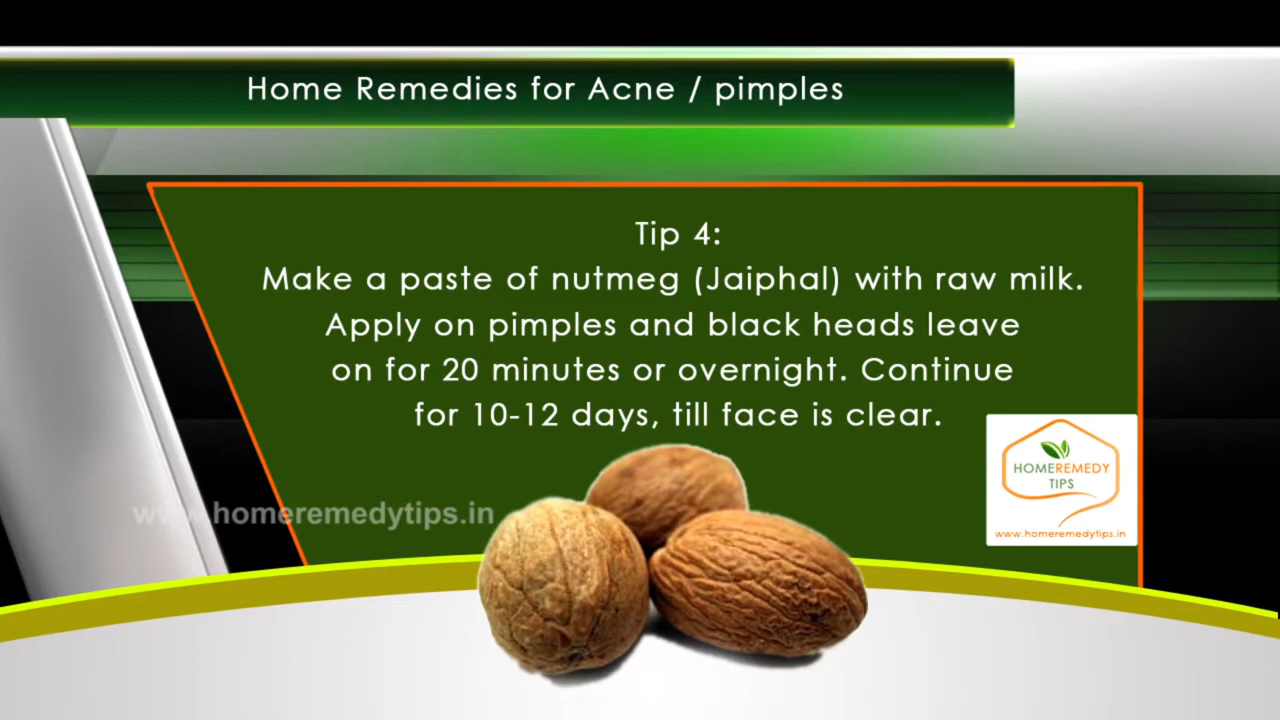 Home Remedies for Acne / pimples
Tip 4:
Make a paste of nutmeg (Jaiphal) with raw milk.
Apply on pimples and black heads leave
on for 20 minutes or overnight. Continue
for 10-12 days, till face is clear.
HOMEREMEDY
TIPS
www.homeremedytips.in
www.homeremedytips.in